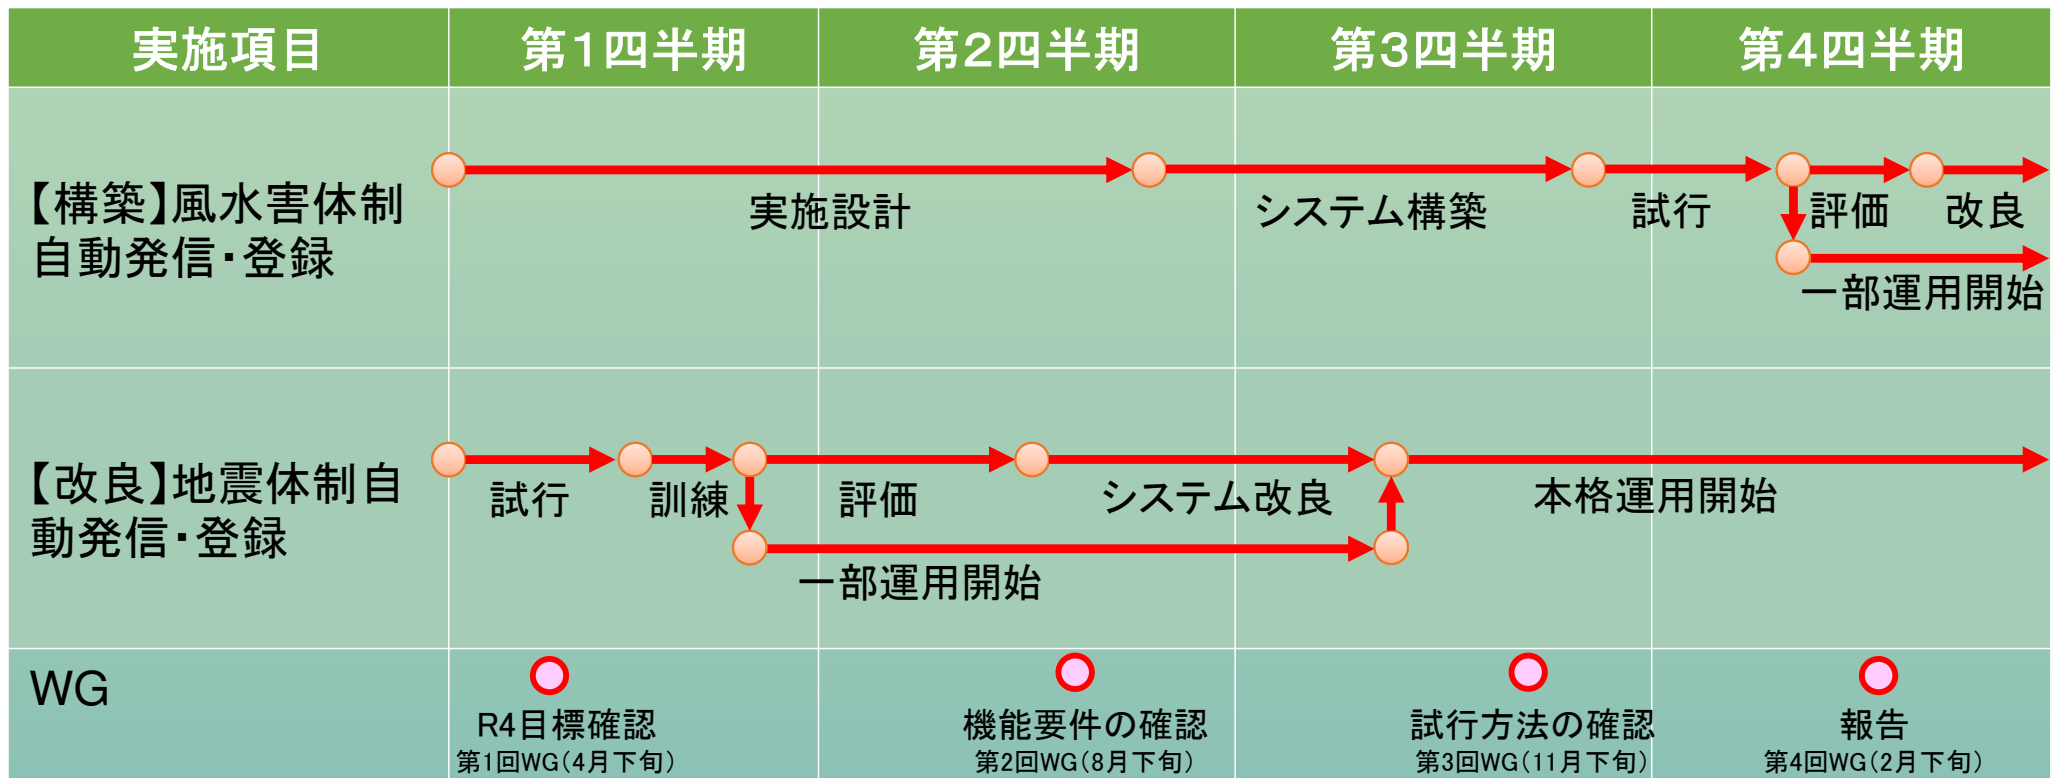 実施項目
第1四半期
第2四半期
第3四半期
第4四半期
【構築】風水害体制
自動発信・登録
実施設計
システム構築
試行
評価
改良
一部運用開始
【改良】地震体制自
動発信・登録
試行
訓練
評価
システム改良
本格運用開始
一部運用開始
WG
R4目標確認
第1回WG(4月下旬)
機能要件の確認
第2回WG(8月下旬)
試行方法の確認
第3回WG(11月下旬)
報告
第4回WG(2月下旬)